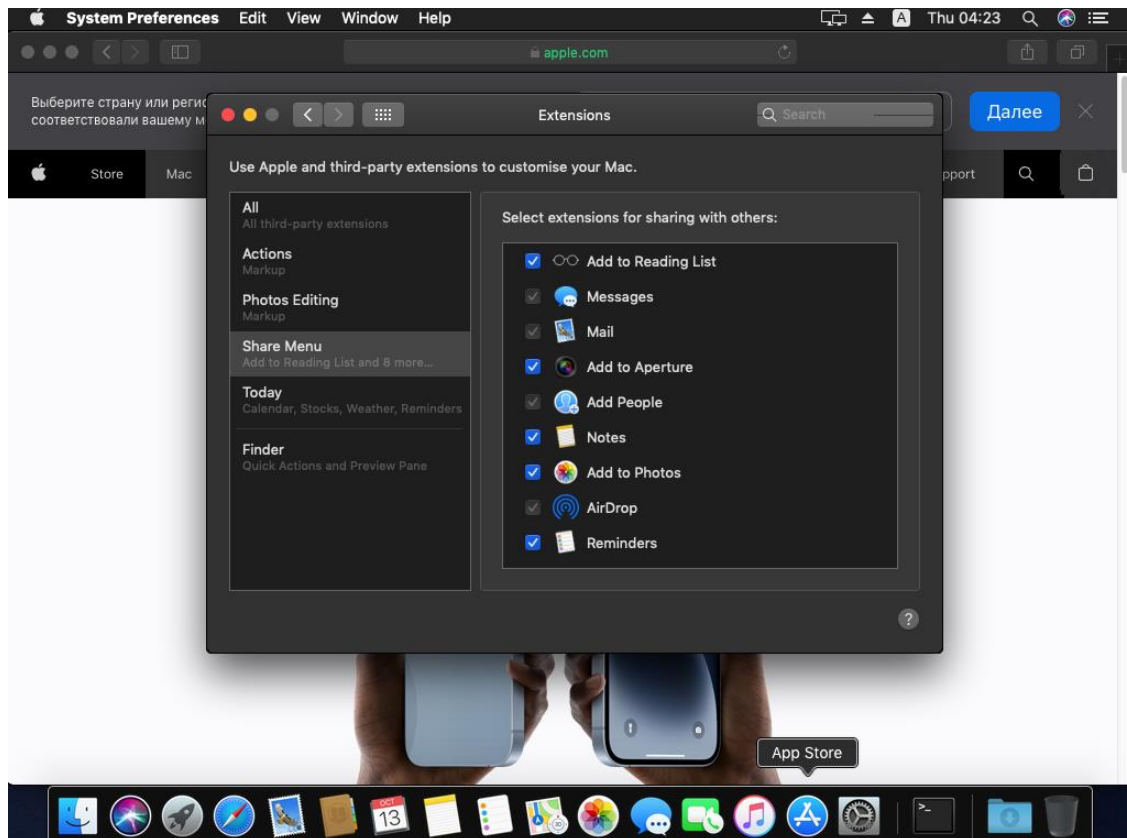 System Preferences Edit View Window Help A Thu 04:23
apple.com
Выберите страну или регио
соответствовали вашему м
Далее
Extensions
Search
Store Mac
pport
Use Apple and third-party extensions to customise your Mac.
All
All third-party extensions
Actions
Markup
Photos Editing
Markup
Share Menu
Add to Reading List and 8 more...
Today
Calendar, Stocks, Weather, Reminders
Finder
Quick Actions and Preview Pane
Select extensions for sharing with others:
Add to Reading List
Messages
Mail
Add to Aperture
Add People
Notes
Add to Photos
AirDrop
Reminders
?
App Store
OCT
13